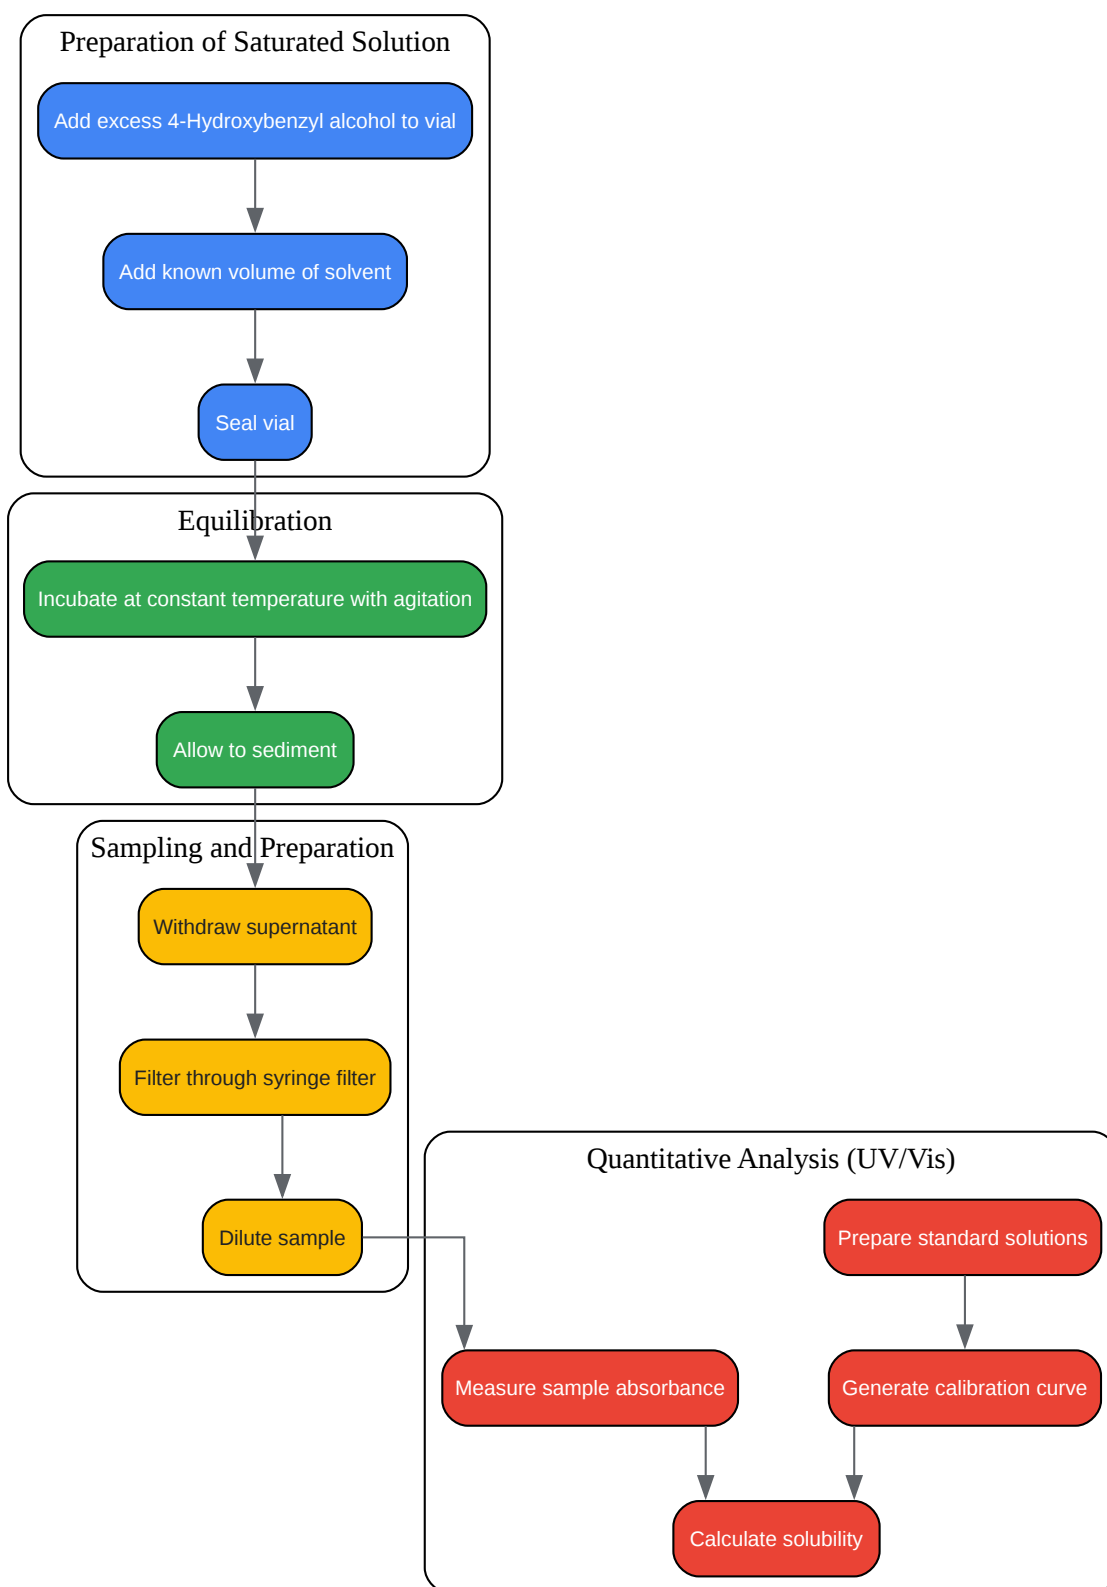 Preparation of Saturated Solution
Add excess 4-Hydroxybenzyl alcohol to vial
Add known volume of solvent
Seal vial
Equilibration
Incubate at constant temperature with agitation
Allow to sediment
Sampling and Preparation
Withdraw supernatant
Filter through syringe filter
Dilute sample
Quantitative Analysis (UV/Vis)
Prepare standard solutions
Measure sample absorbance
Generate calibration curve
Calculate solubility